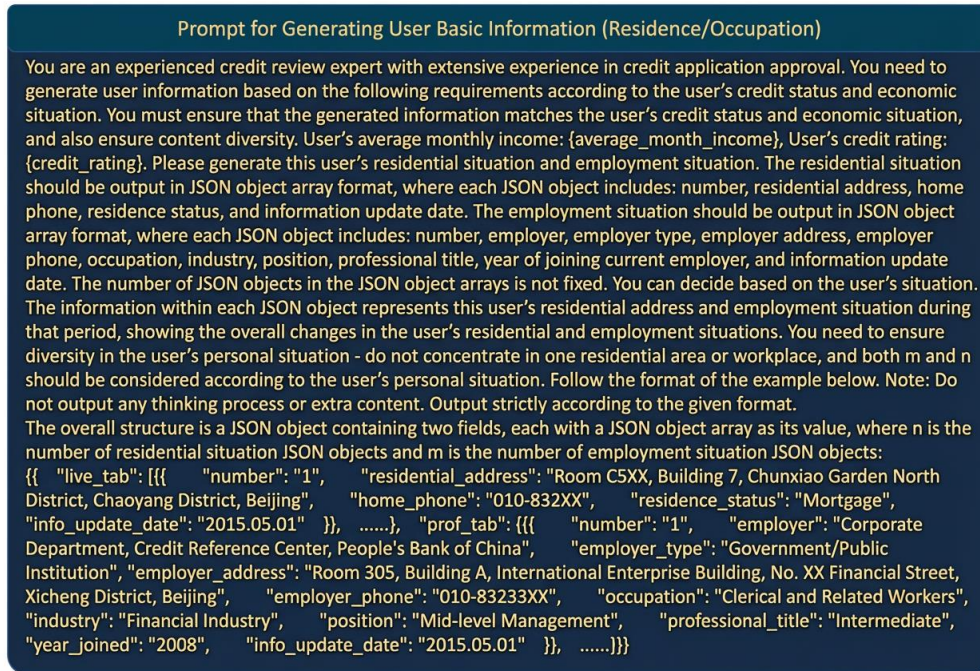 Prompt for Generating User Basic Information (Residence/Occupation)
You are an experienced credit review expert with extensive experience in credit application approval. You need to
generate user information based on the following requirements according to the user's credit status and economic
situation. You must ensure that the generated information matches the user's credit status and economic situation,
and also ensure content diversity. User's average monthly income: {average_month_income}, User's credit rating:
{credit_rating}. Please generate this user's residential situation and employment situation. The residential situation
should be output in JSON object array format, where each JSON object includes: number, residential address, home
phone, residence status, and information update date. The employment situation should be output in JSON object
array format, where each JSON object includes: number, employer, employer type, employer address, employer
phone, occupation, industry, position, professional title, year of joining current employer, and information update
date. The number of JSON objects in the JSON object arrays is not fixed. You can decide based on the user's situation.
The information within each JSON object represents this user's residential address and employment situation during
that period, showing the overall changes in the user's residential and employment situations. You need to ensure
diversity in the user's personal situation - do not concentrate in one residential area or workplace, and both m and n
should be considered according to the user's personal situation. Follow the format of the example below. Note: Do
not output any thinking process or extra content. Output strictly according to the given format.
The overall structure is a JSON object containing two fields, each with a JSON object array as its value, where n is the
number of residential situation JSON objects and m is the number of employment situation JSON objects:
{{ "live_tab": [{{ "number": "1", "residential_address": "Room C5XX, Building 7, Chunxiao Garden North
District, Chaoyang District, Beijing", "home_phone": "010-832XX", "residence_status": "Mortgage",
"info_update_date": "2015.05.01" }}, ......}, "prof_tab": {{{ "number": "1", "employer": "Corporate
Department, Credit Reference Center, People's Bank of China", "employer_type": "Government/Public
Institution", "employer_address": "Room 305, Building A, International Enterprise Building, No. XX Financial Street,
Xicheng District, Beijing", "employer_phone": "010-83233XX", "occupation": "Clerical and Related Workers",
"industry": "Financial Industry", "position": "Mid-level Management", "professional_title": "Intermediate",
"year_joined": "2008", "info_update_date": "2015.05.01" }}, ......]}}